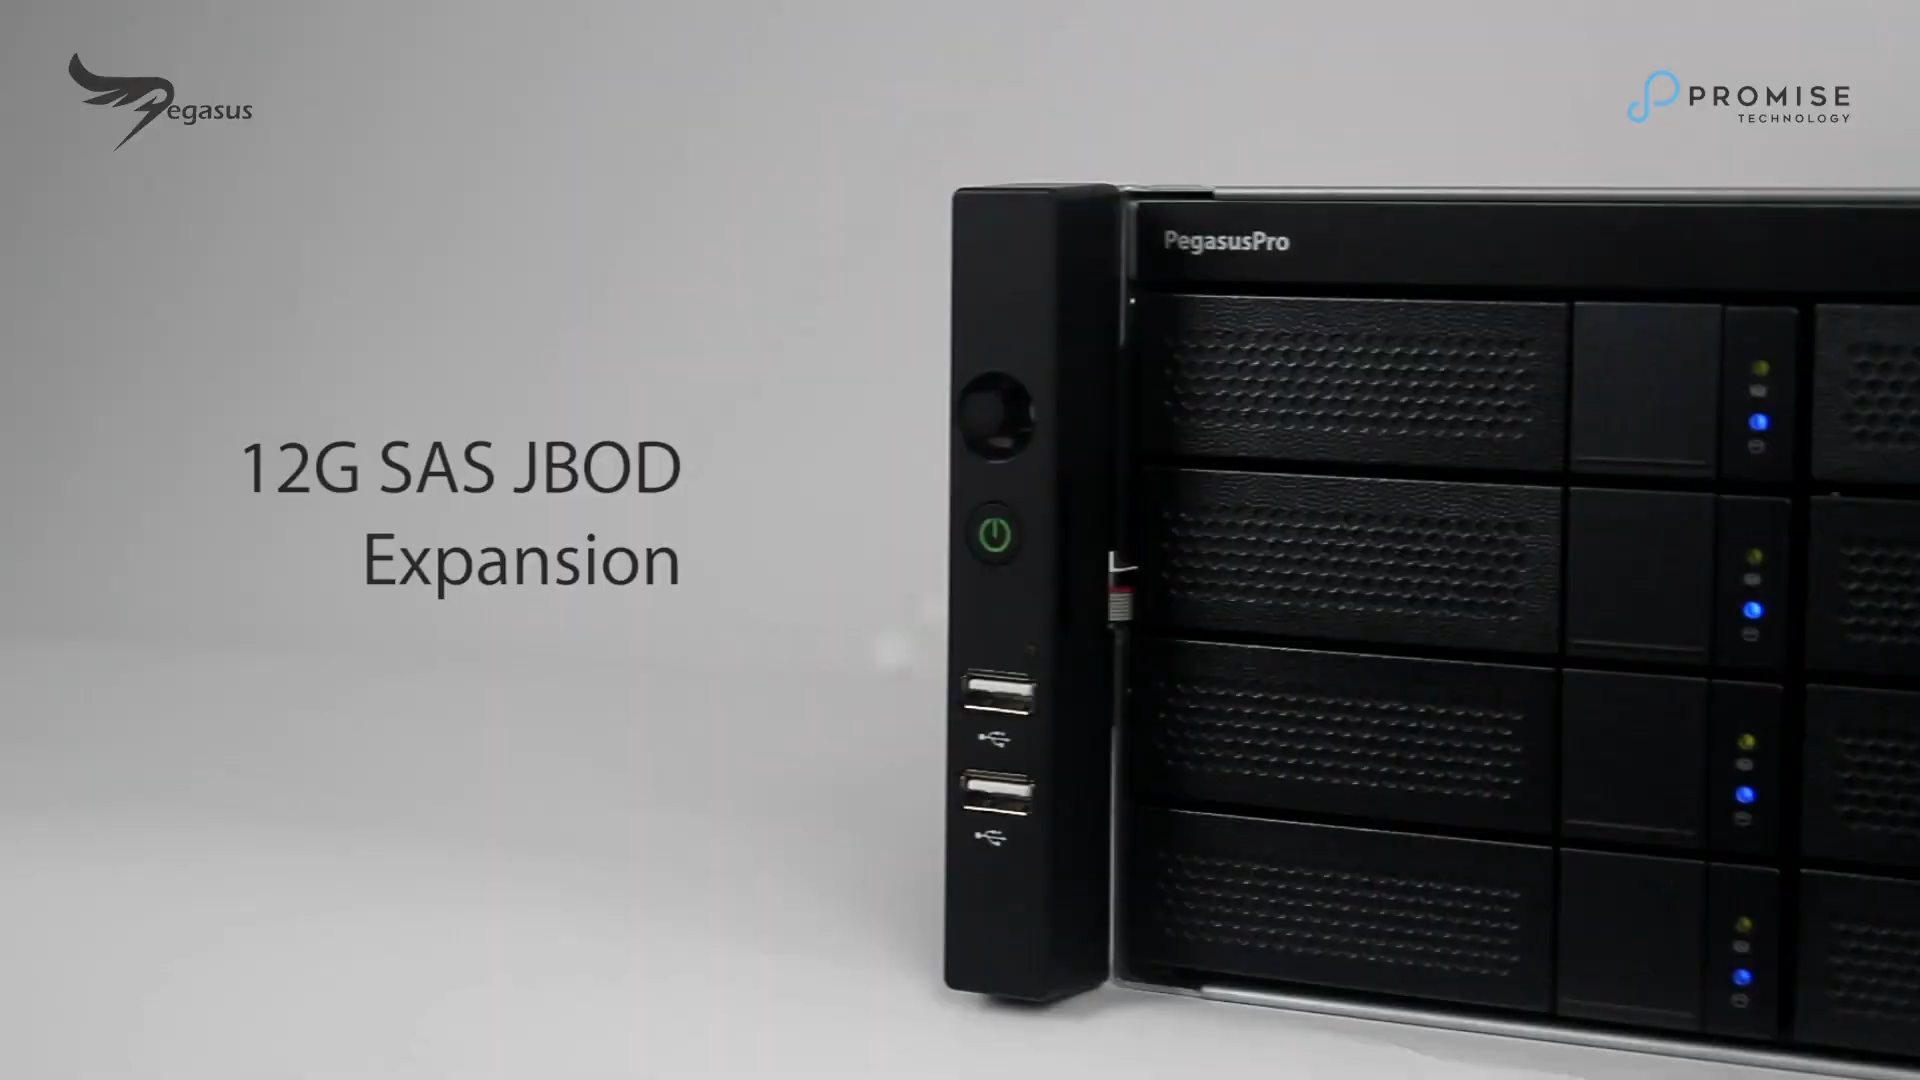 Pegasus
PROMISE
TECHNOLOGY
PegasusPro
12G SAS JBOD
Expansion